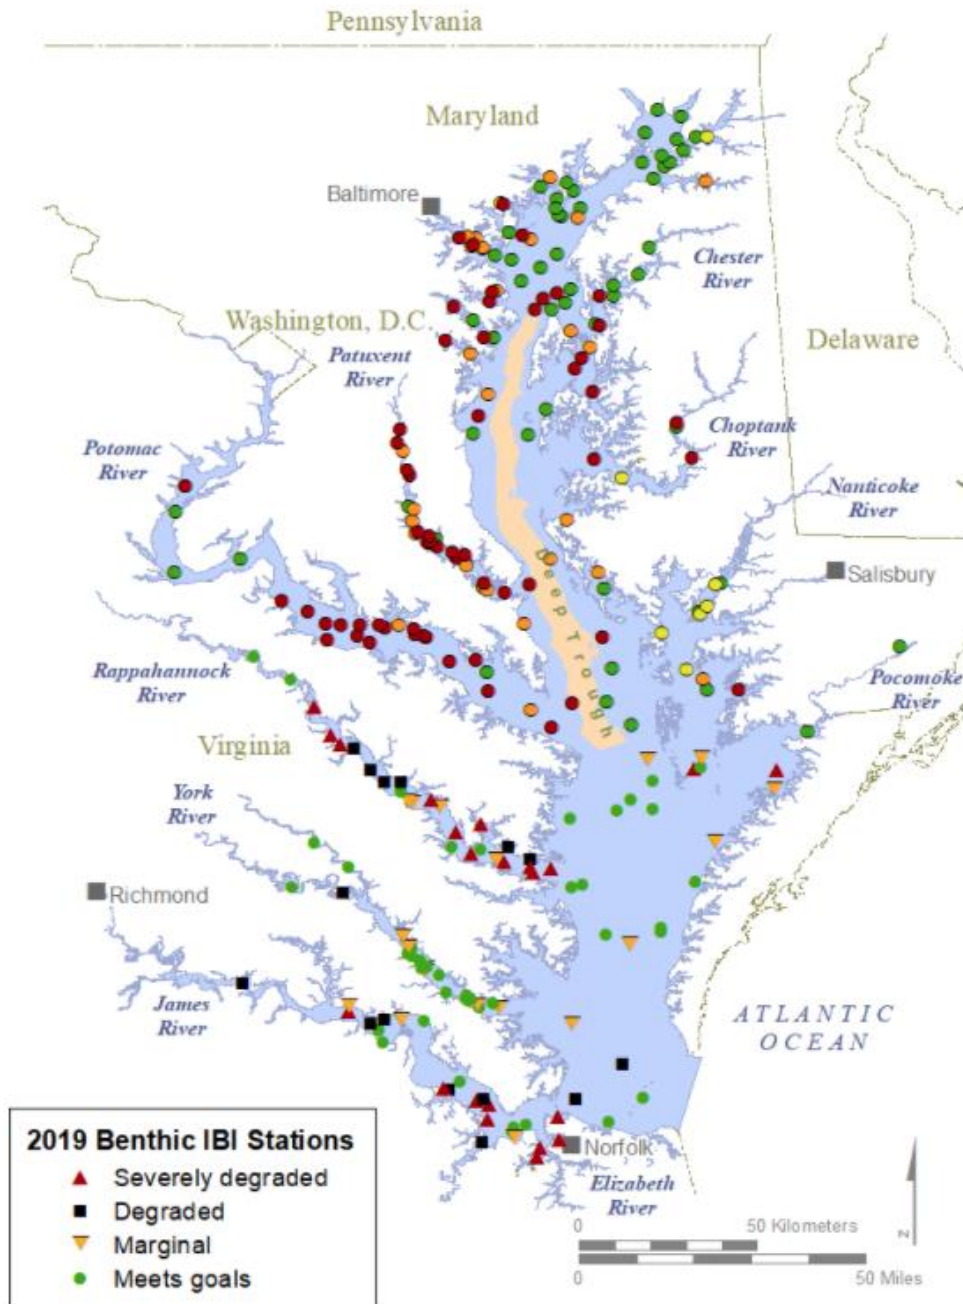 Pennsylvania
Maryland
Baltimore
Chester
River
Washington, D.C.
Delaware
Patuxent
River
Choptank
River
Potomac
River
Nanticoke
River
Deep Trough
Salisbury
Rappahannock
River
Pocomoke
River
Virginia
York
River
Richmond
James
River
ATLANTIC
OCEAN
2019 Benthic IBI Stations
Severely degraded
Degraded
Marginal
Meets goals
Norfolk
Elizabeth
River
0 50 Kilometers
0 50 Miles
N